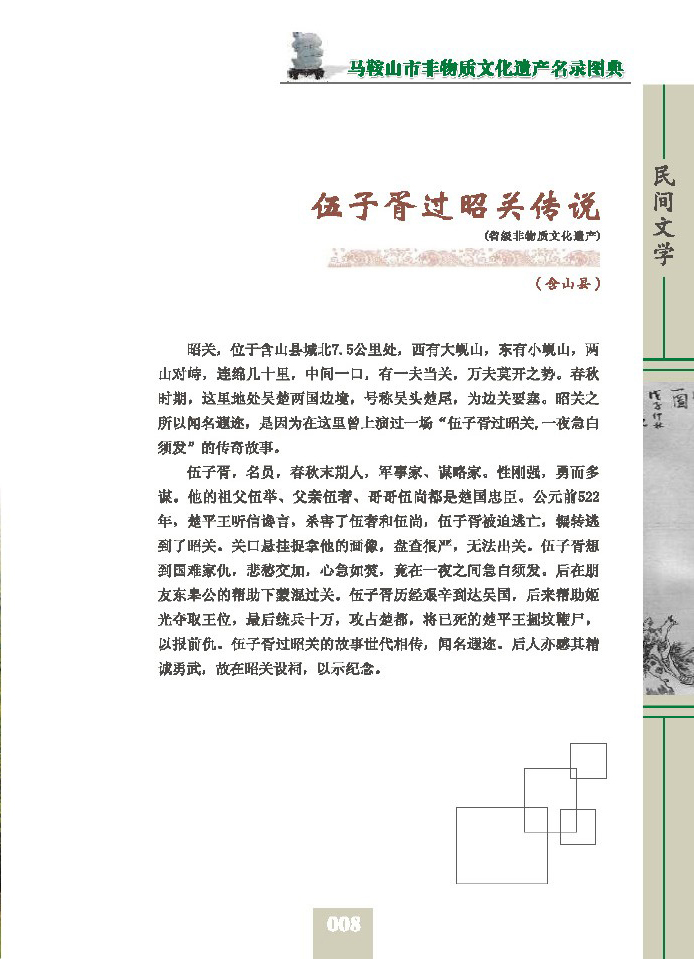 马鞍山市非物质文化遗产名录图典
民间文学
伍子胥过昭关传说
(省级非物质文化遗产)
(含山县)
昭关，位于含山县城北7.5公里处，西有大岘山，东有小岘山，两
山对峙，连绵几十里，中间一口，有一夫当关，万夫莫开之势。春秋
时期，这里地处吴楚两国边境，号称吴头楚尾，为边关要塞。昭关之
所以闻名遐迩，是因为在这里曾上演过一场“伍子胥过昭关,一夜急白
须发”的传奇故事。
伍子胥，名员，春秋末期人，军事家、谋略家。性刚强，勇而多
谋。他的祖父伍举、父亲伍奢、哥哥伍尚都是楚国忠臣。公元前522
年，楚平王听信谗言，杀害了伍奢和伍尚，伍子胥被迫逃亡，辗转逃
到了昭关。关口悬挂捉拿他的画像，盘查很严，无法出关。伍子胥想
到国难家仇，悲愁交加，心急如焚，竟在一夜之间急白须发。后在朋
友东皋公的帮助下蒙混过关。伍子胥历经艰辛到达吴国，后来帮助姬
光夺取王位，最后统兵十万，攻占楚都，将已死的楚平王掘坟鞭尸，
以报前仇。伍子胥过昭关的故事世代相传，闻名遐迩。后人亦感其精
诚勇武，故在昭关设祠，以示纪念。
008